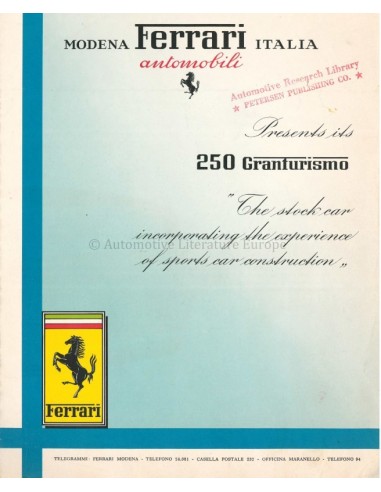 MODENA Ferrari ITALIA
automobili
Automotive Research Library
★ PETERSEN PUBLISHING CO. ★
Presents its
250 Granturismo
"The stock car
incorporating the experience
of sports car construction„
© Automotive Literature Europe
Ferrari
TELEGRAMMI: FERRARI MODENA - TELEFONO 24.081 - CASELLA POSTALE 232 - OFFICINA MARANELLO - TELEFONO 94